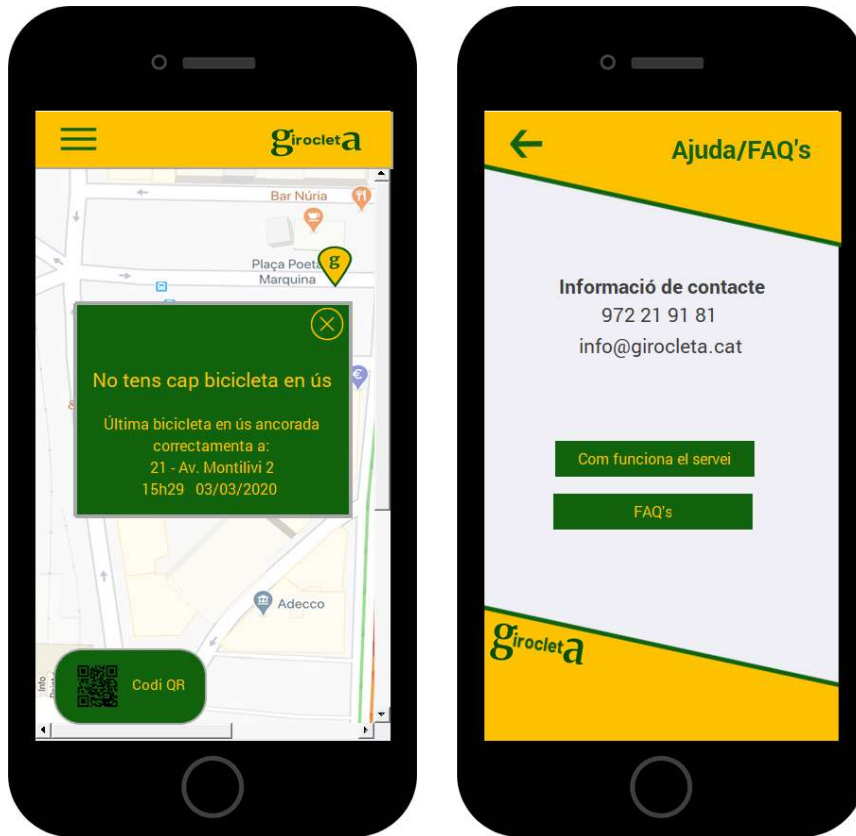 girocleta
Bar Núria
Plaça Poeta
Marquina
g
No tens cap bicicleta en ús
Última bicicleta en ús ancorada
correctamenta a:
21 - Av. Montilivi 2
15h29 03/03/2020
Adecco
Info
Codi QR
Ajuda/FAQ's
Informació de contacte
972 21 91 81
info@girocleta.cat
Com funciona el servei
FAQ's
girocleta